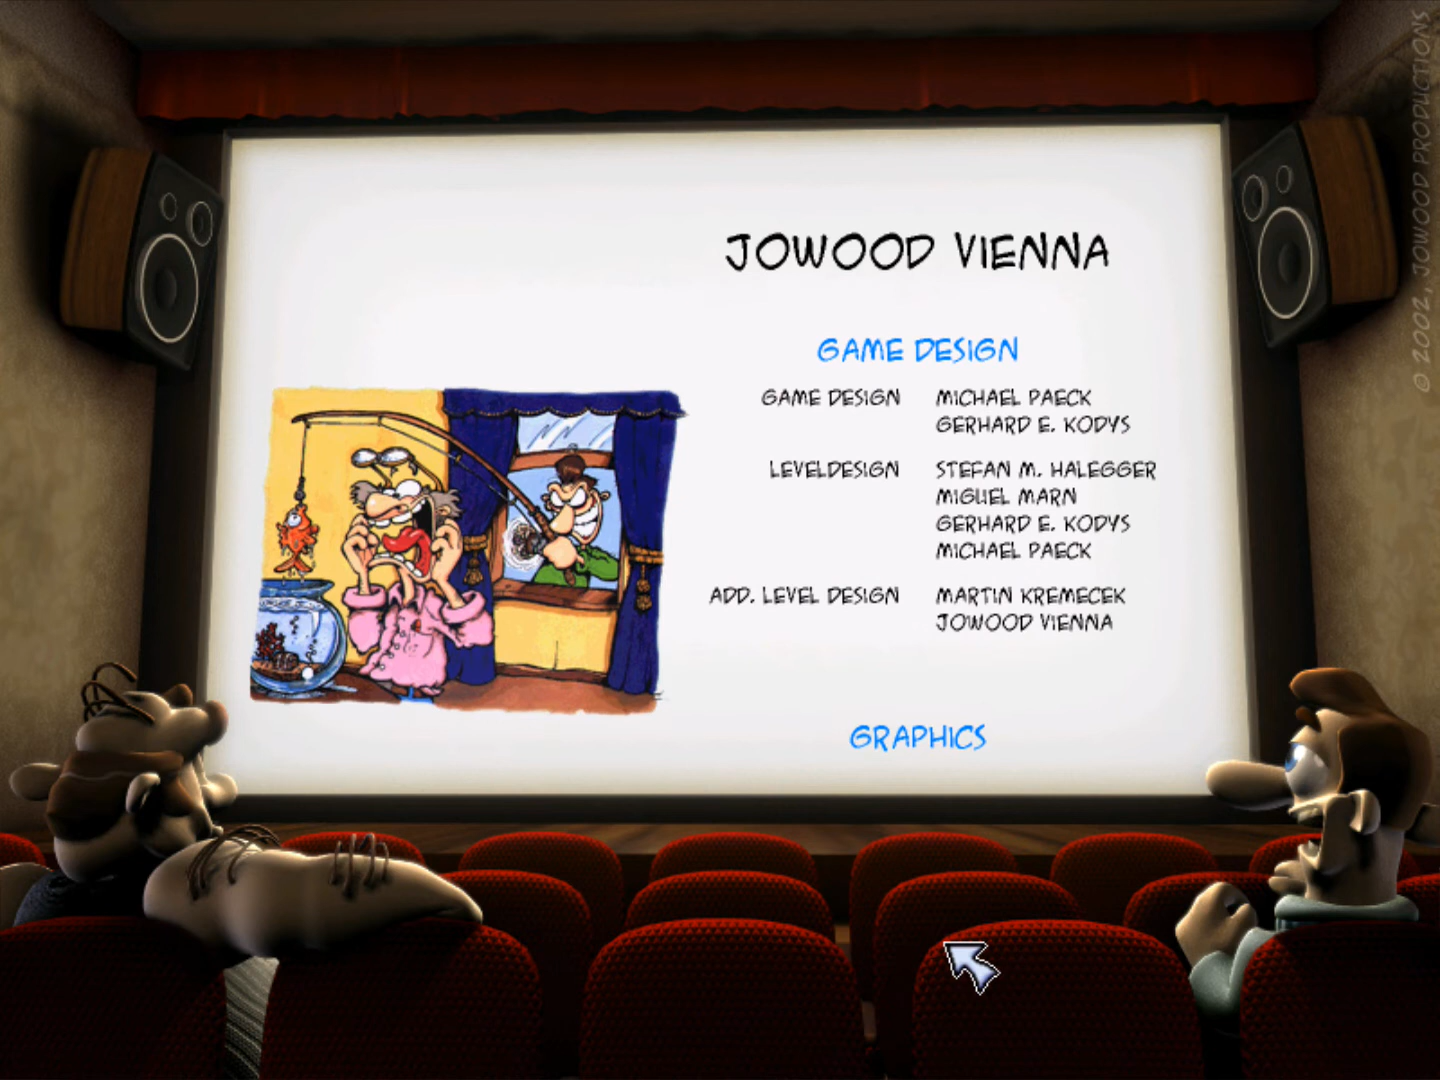 JOWOOD VIENNA
GAME DESIGN
GAME DESIGN MICHAEL PAECK
GERHARD E. KODYS
LEVELDESIGN STEFAN M. HALEGGER
MIGUEL MARN
GERHARD E. KODYS
MICHAEL PAECK
ADD. LEVEL DESIGN MARTIN KREMECEK
JOWOOD VIENNA
GRAPHICS
© 2002, JOWOOD PRODUCTIONS